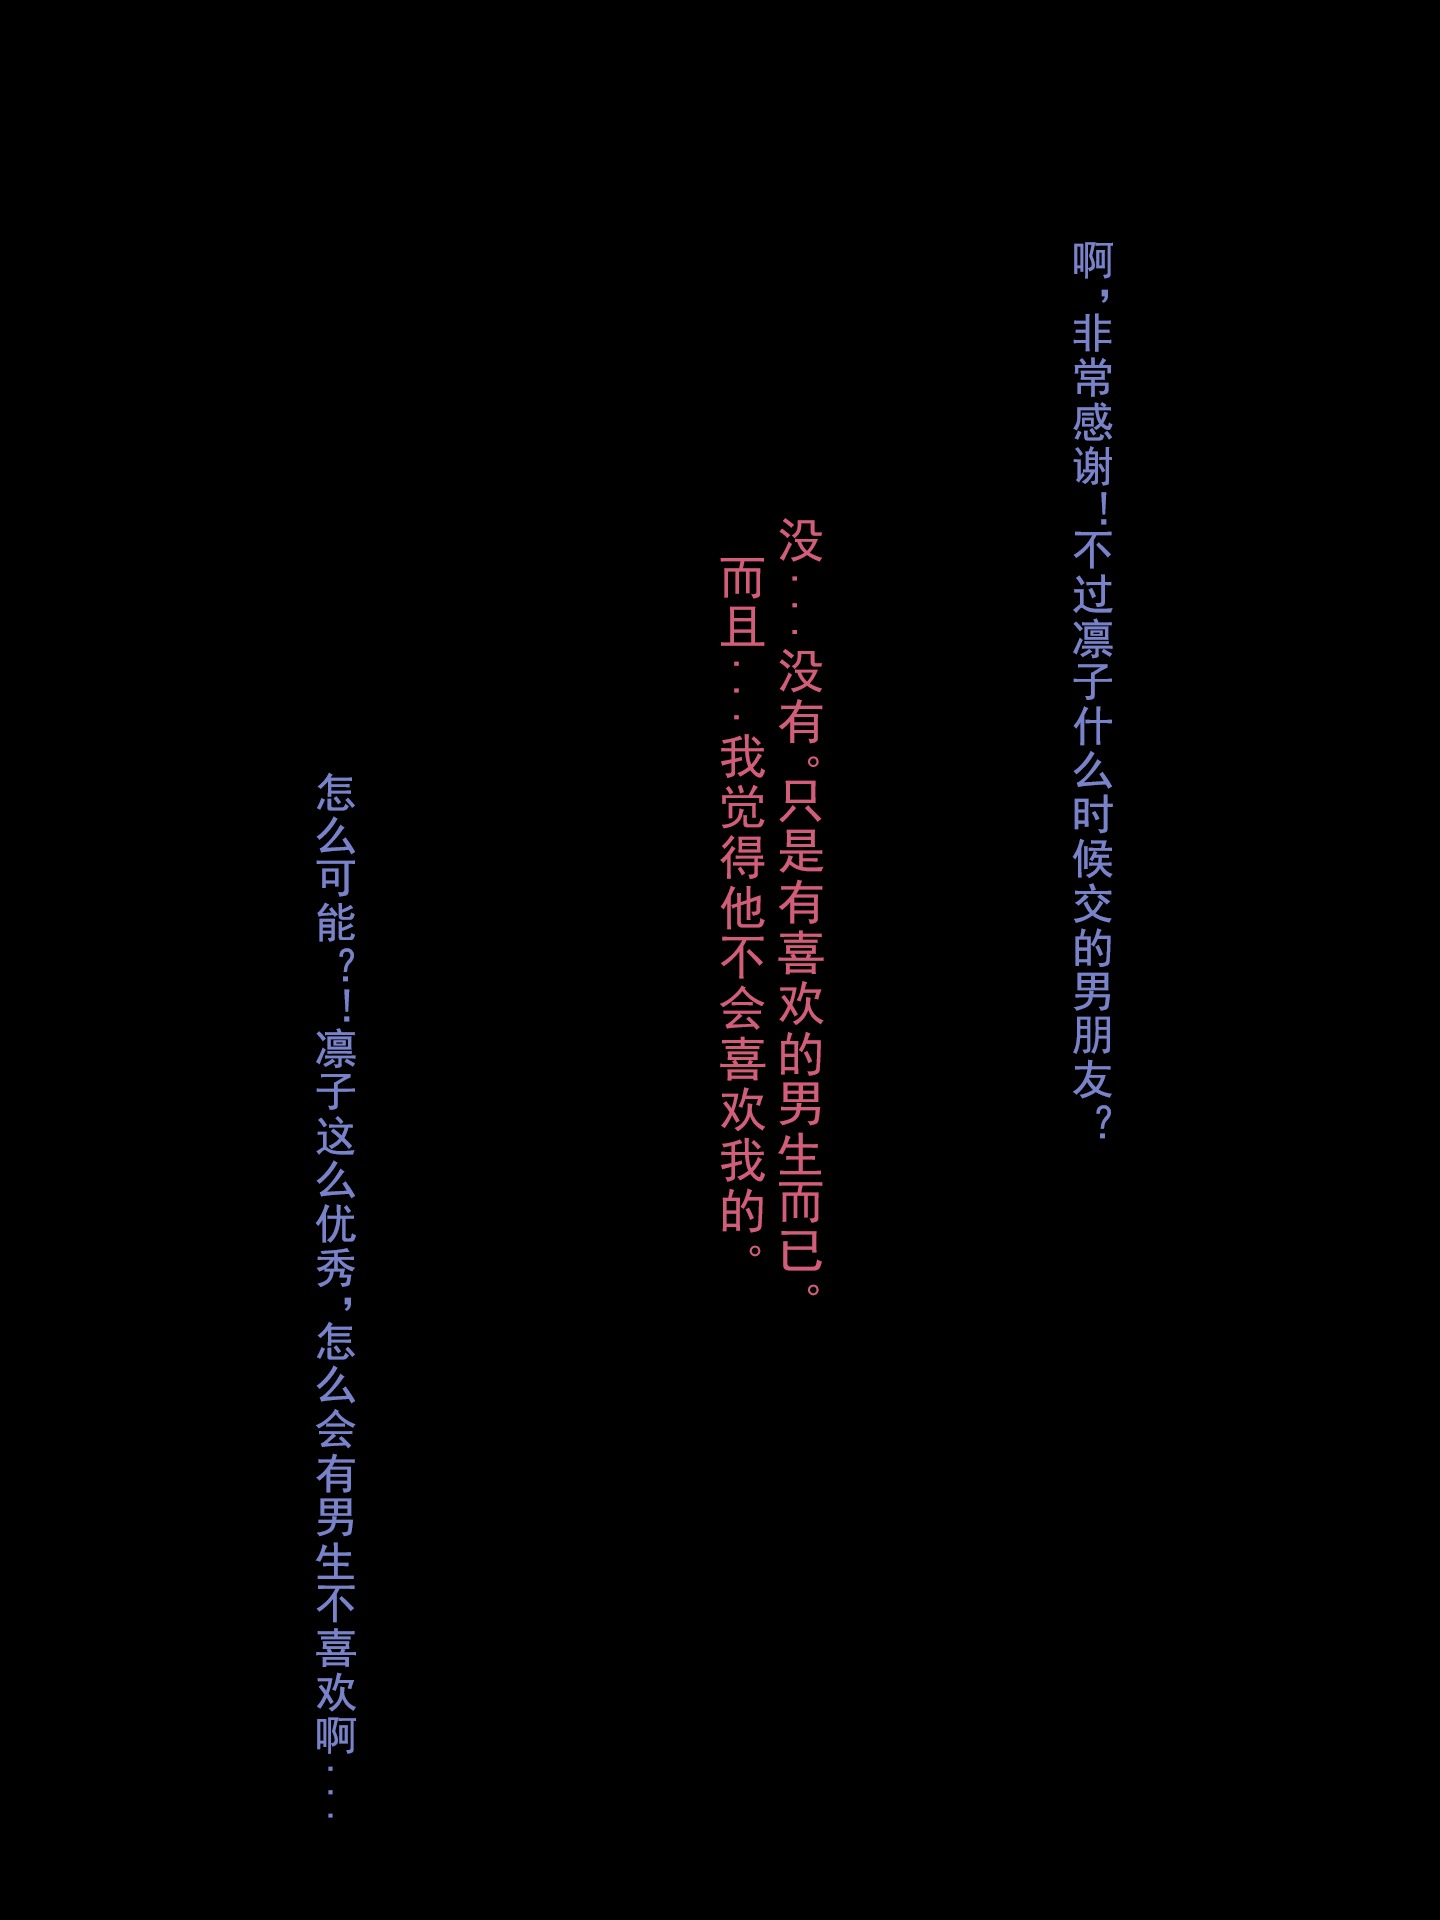 啊，非常感谢！不过凛子什么时候交的男朋友？
没...没有。只是有喜欢的男生而已。
而且...我觉得他不会喜欢我的。
怎么可能？！凛子这么优秀，怎么会有男生不喜欢啊...